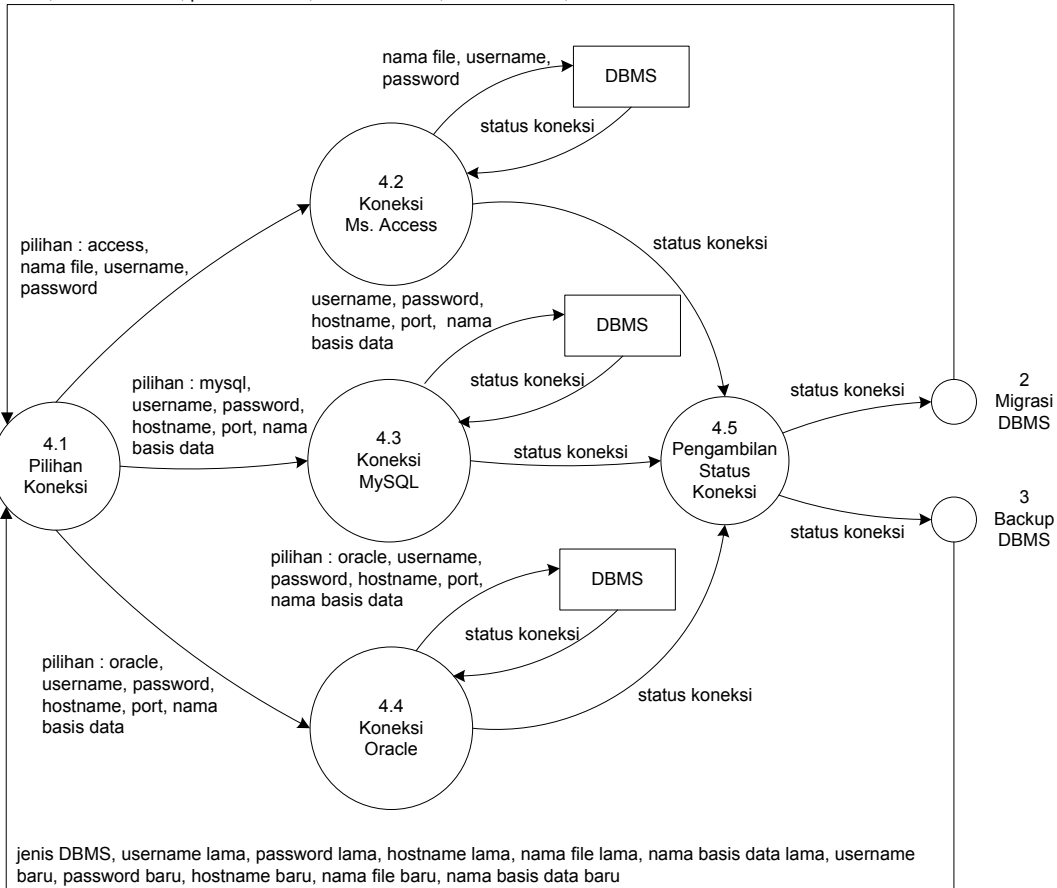 nama file, username,
password
DBMS
status koneksi
4.2
Koneksi
Ms. Access
status koneksi
pilihan : access,
nama file, username,
password
username, password,
hostname, port, nama
basis data
DBMS
status koneksi
pilihan : mysql,
username, password,
hostname, port, nama
basis data
4.1
Pilihan
Koneksi
4.3
Koneksi
MySQL
status koneksi
4.5
Pengambilan
Status
Koneksi
status koneksi
2
Migrasi
DBMS
status koneksi
3
Backup
DBMS
pilihan : oracle, username,
password, hostname, port,
nama basis data
DBMS
status koneksi
pilihan : oracle,
username, password,
hostname, port, nama
basis data
4.4
Koneksi
Oracle
status koneksi
jenis DBMS, username lama, password lama, hostname lama, nama file lama, nama basis data lama, username
baru, password baru, hostname baru, nama file baru, nama basis data baru